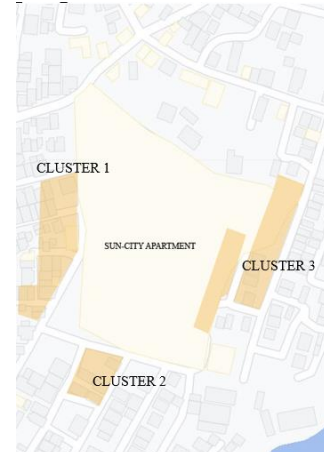 CLUSTER 1
SUN-CITY APARTMENT
CLUSTER 3
CLUSTER 2